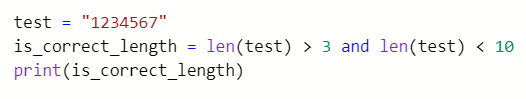 test = "1234567"
is_correct_length = len(test) > 3 and len(test) < 10
print(is_correct_length)